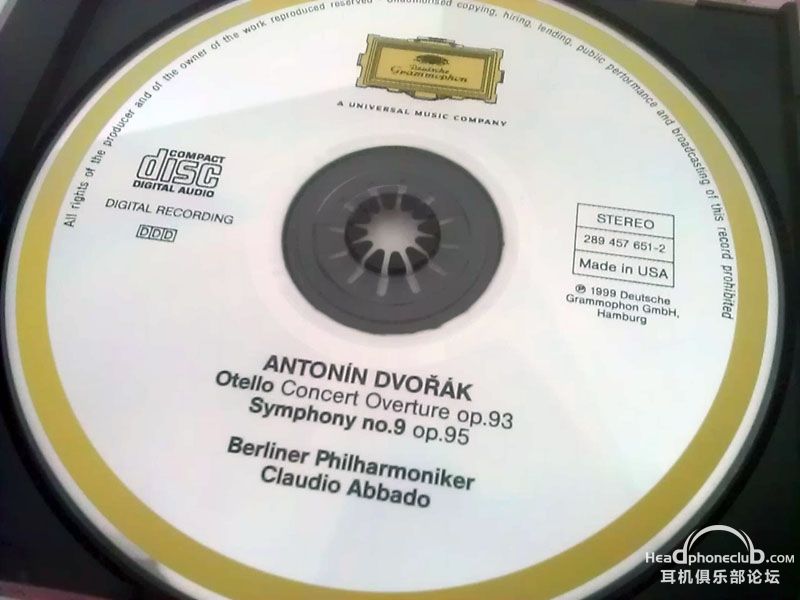 All rights of the producer and of the owner of the work reproduced reserved - Unauthorised copying, hiring, lending, public performance and broadcasting of this record prohibited
Deutsche
Grammophon
A UNIVERSAL MUSIC COMPANY
COMPACT
disc
DIGITAL AUDIO
DIGITAL RECORDING
DDD
STEREO
289 457 651-2
Made in USA
℗ 1999 Deutsche
Grammophon GmbH,
Hamburg
ANTONÍN DVOŘÁK
Otello Concert Overture op.93
Symphony no.9 op.95
Berliner Philharmoniker
Claudio Abbado
Headphoneclub.com
耳机俱乐部论坛